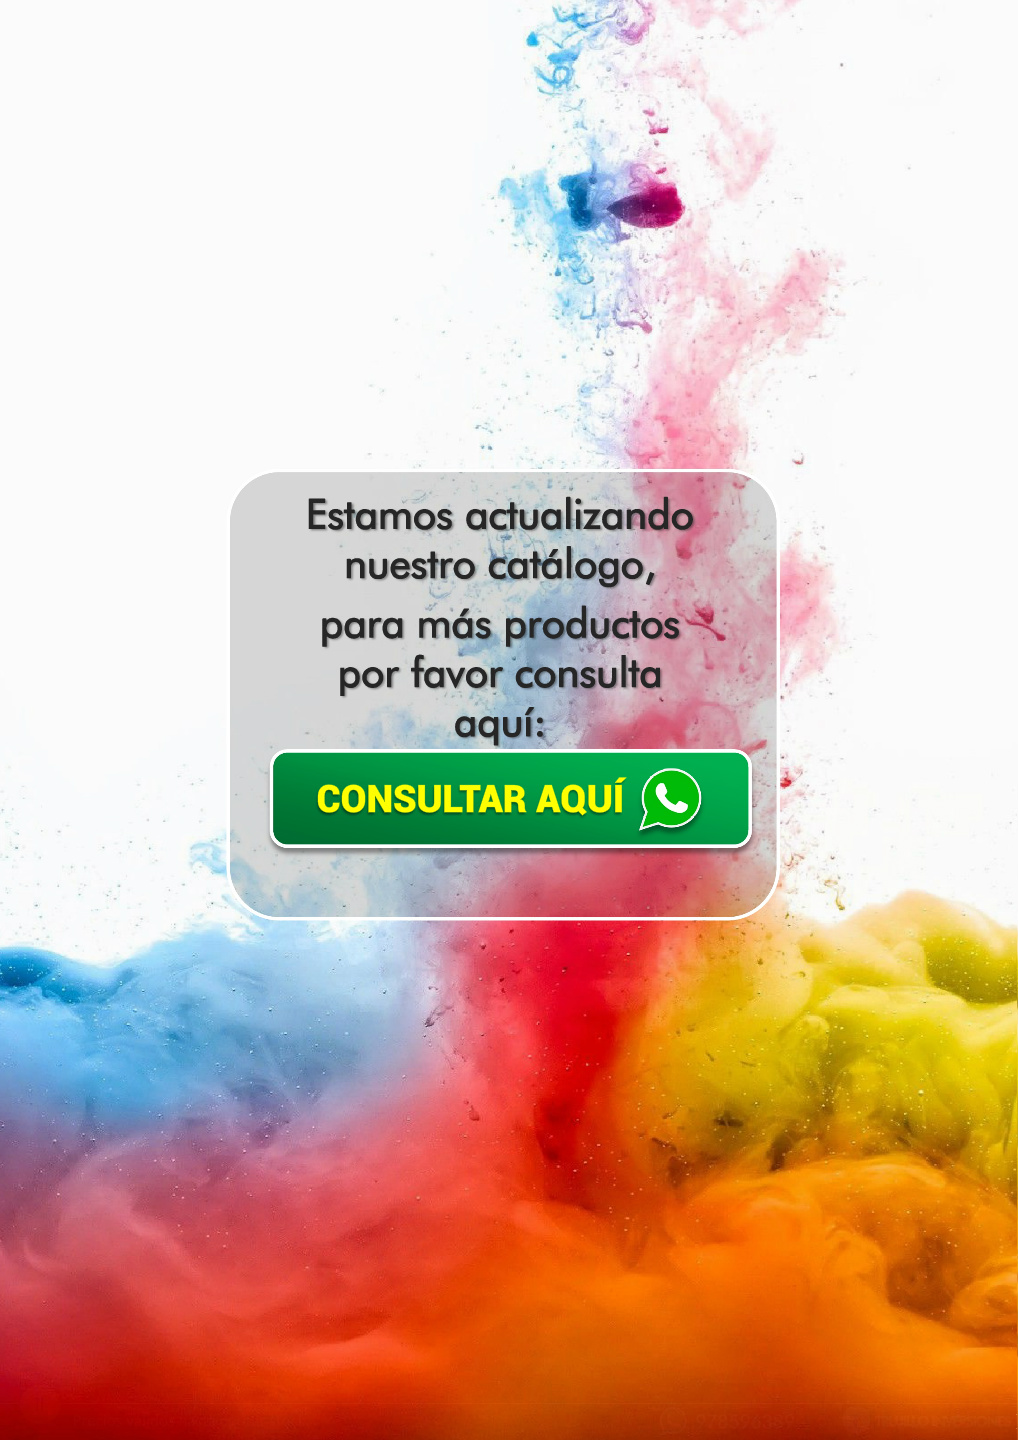 Estamos actualizando
nuestro catálogo,
para más productos
por favor consulta
aquí:
CONSULTAR AQUÍ